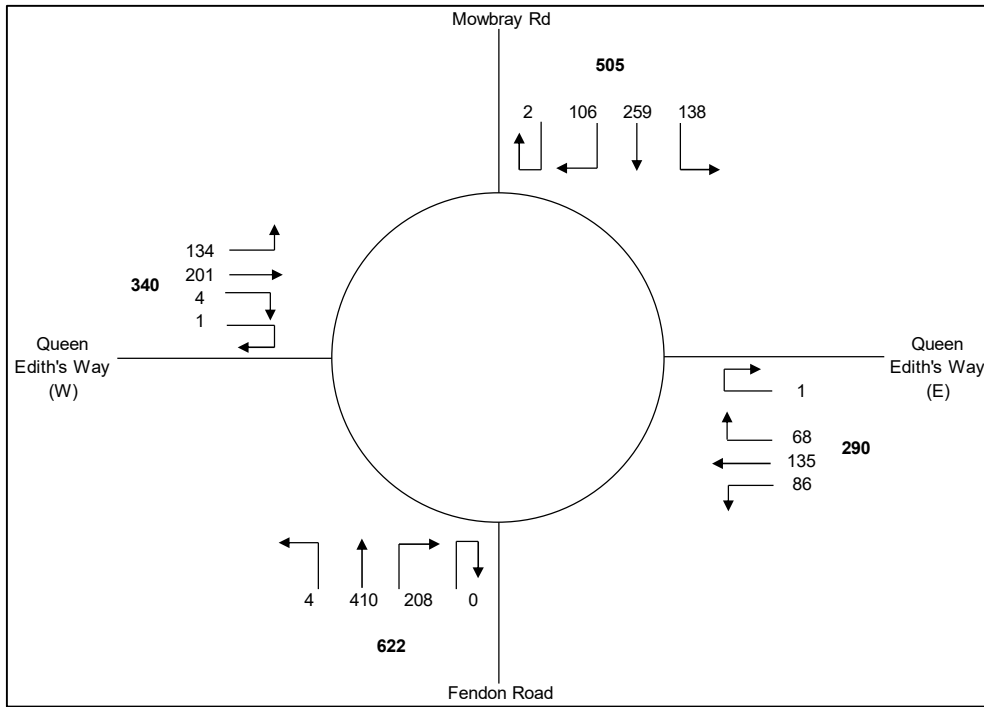 Mowbray Rd
505
2 106 259 138
134
201
340
4
1
Queen
Edith's Way
(W)
Queen
Edith's Way
(E)
1
68
135
290
86
4 410 208 0
622
Fendon Road